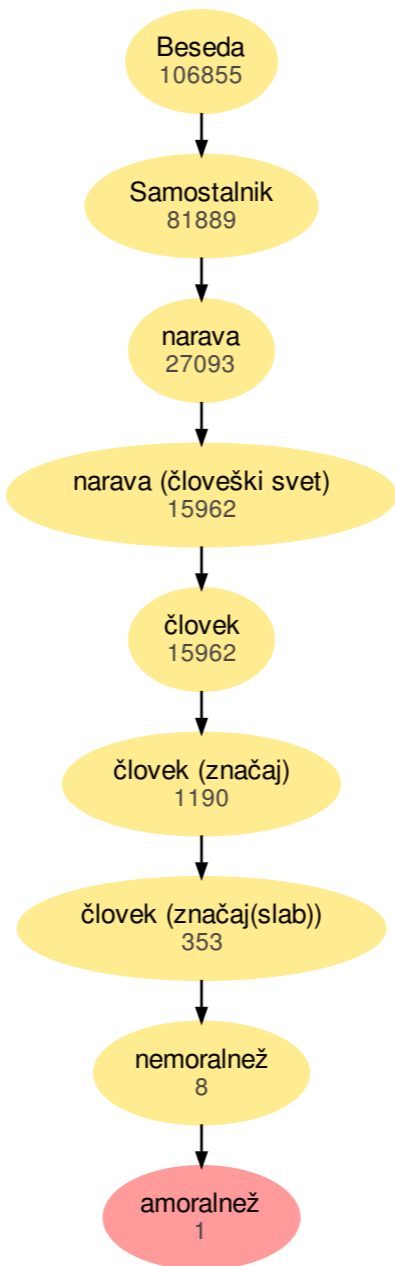 Beseda
106855
Samostalnik
81889
narava
27093
narava (človeški svet)
15962
človek
15962
človek (značaj)
1190
človek (značaj(slab))
353
nemoralnež
8
amoralnež
1